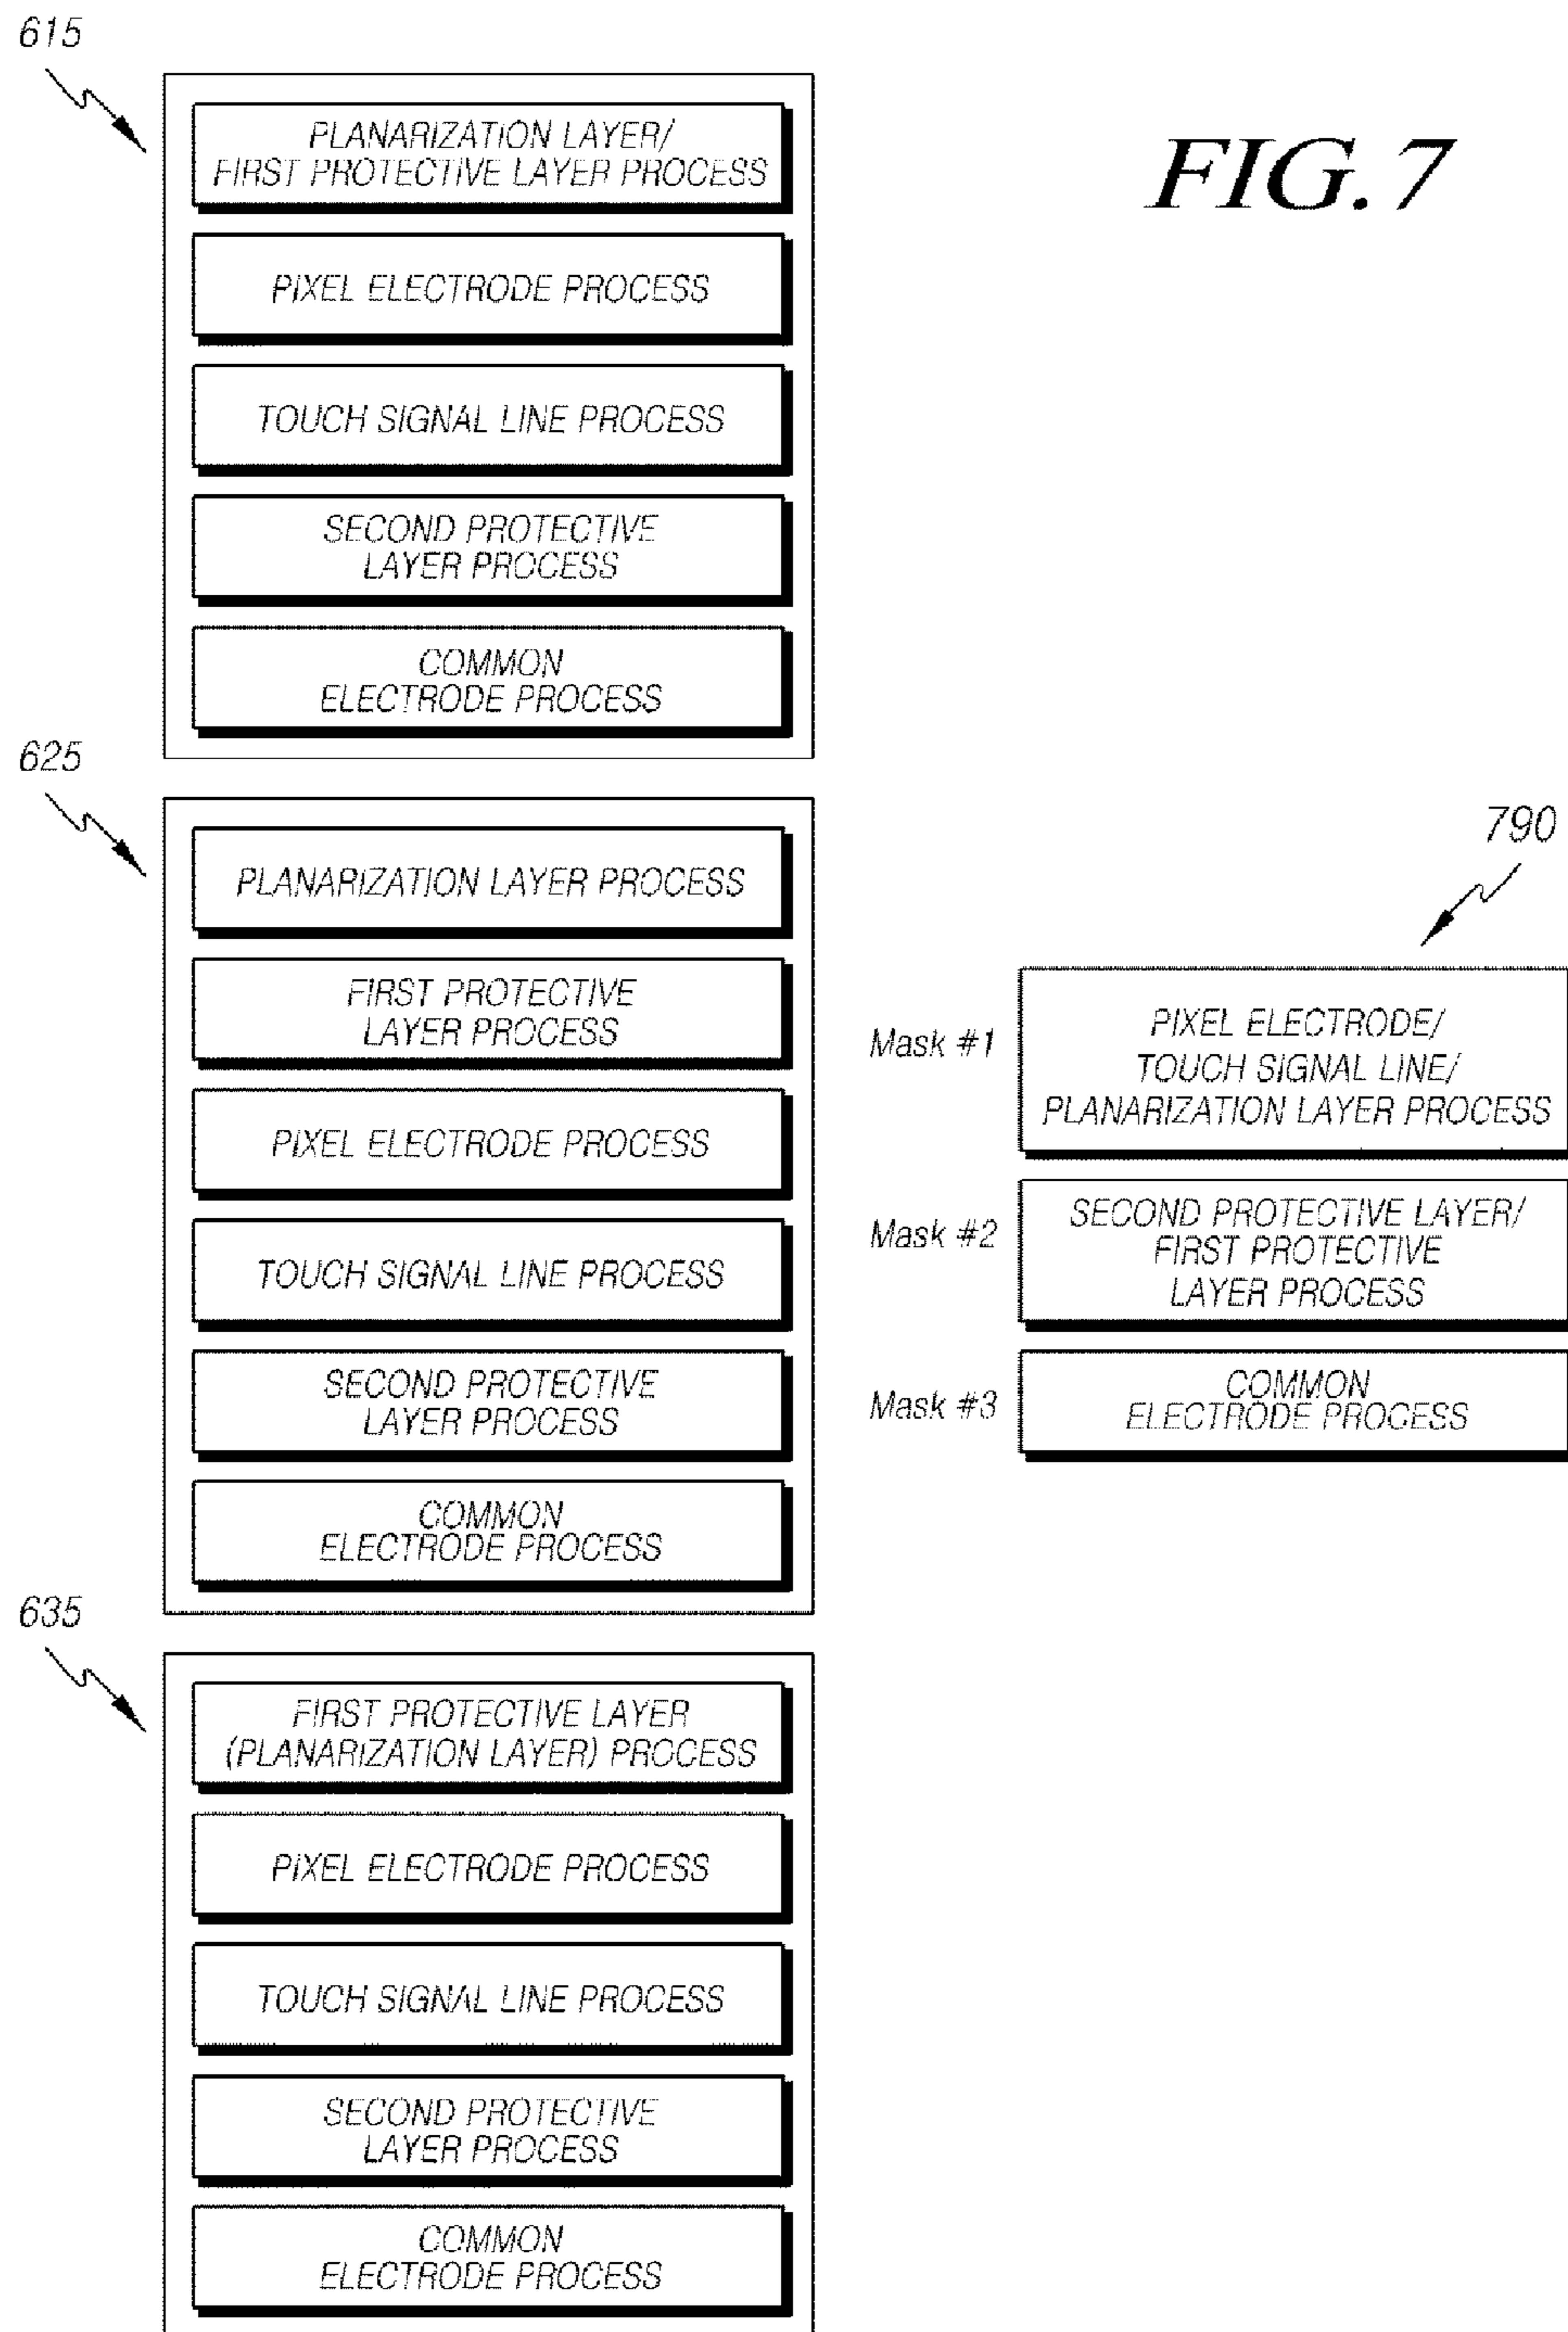 615
FIG. 7
PLANARIZATION LAYER/
FIRST PROTECTIVE LAYER PROCESS
PIXEL ELECTRODE PROCESS
TOUCH SIGNAL LINE PROCESS
SECOND PROTECTIVE
LAYER PROCESS
COMMON
ELECTRODE PROCESS
625
PLANARIZATION LAYER PROCESS
FIRST PROTECTIVE
LAYER PROCESS
PIXEL ELECTRODE PROCESS
TOUCH SIGNAL LINE PROCESS
SECOND PROTECTIVE
LAYER PROCESS
COMMON
ELECTRODE PROCESS
790
Mask #1
PIXEL ELECTRODE/
TOUCH SIGNAL LINE/
PLANARIZATION LAYER PROCESS
Mask #2
SECOND PROTECTIVE LAYER/
FIRST PROTECTIVE
LAYER PROCESS
Mask #3
COMMON
ELECTRODE PROCESS
635
FIRST PROTECTIVE LAYER
(PLANARIZATION LAYER) PROCESS
PIXEL ELECTRODE PROCESS
TOUCH SIGNAL LINE PROCESS
SECOND PROTECTIVE
LAYER PROCESS
COMMON
ELECTRODE PROCESS